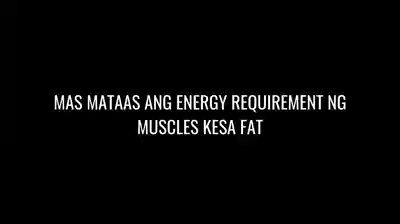 MAS MATAAS ANG ENERGY REQUIREMENT NG
MUSCLES KESA FAT